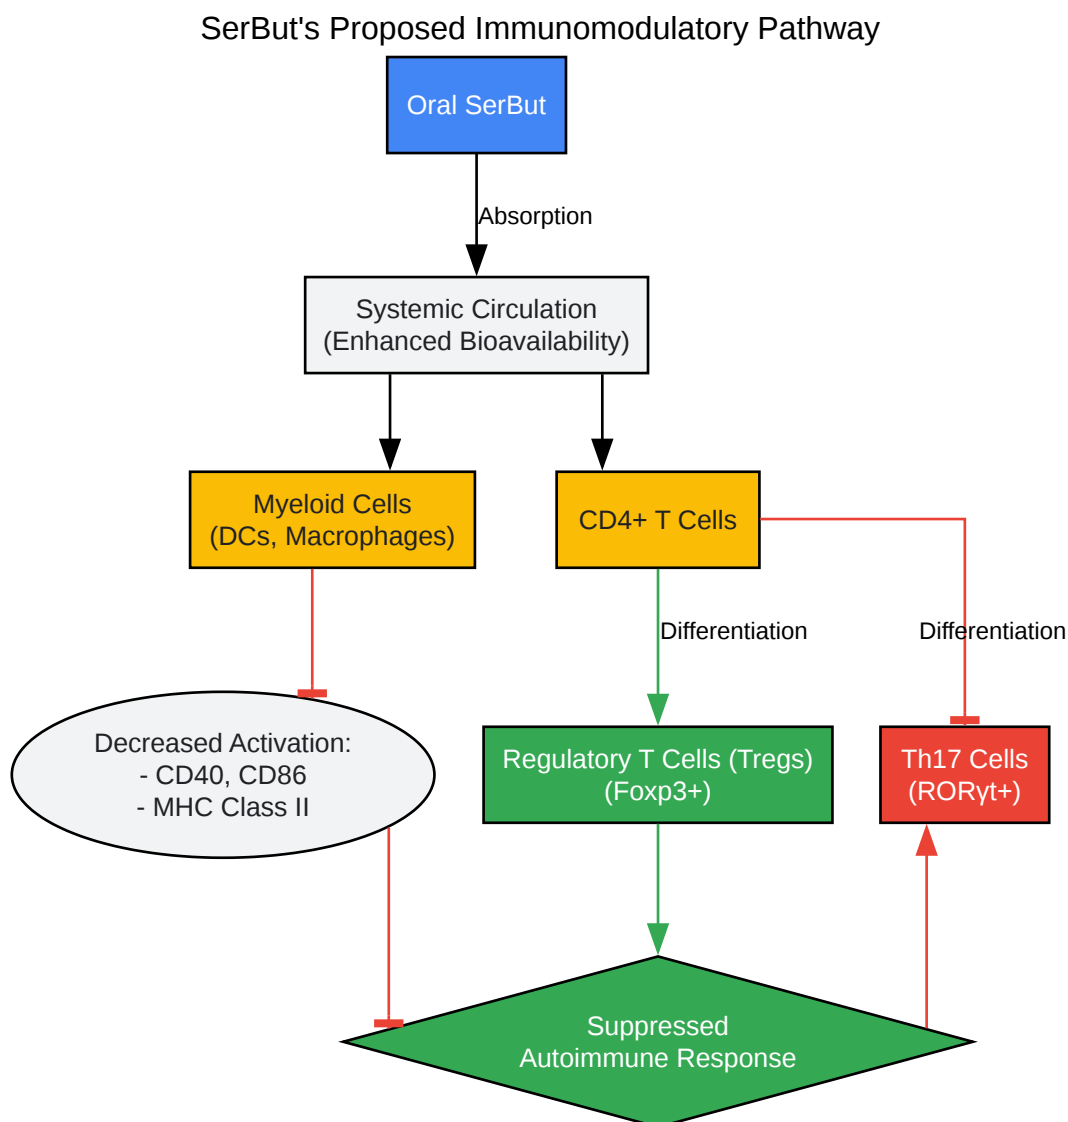 SerBut's Proposed Immunomodulatory Pathway
Oral SerBut
Absorption
Systemic Circulation
(Enhanced Bioavailability)
Myeloid Cells
(DCs, Macrophages)
CD4+ T Cells
Differentiation
Differentiation
Decreased Activation:
- CD40, CD86
- MHC Class II
Regulatory T Cells (Tregs)
(Foxp3+)
Th17 Cells
(RORγt+)
Suppressed
Autoimmune Response